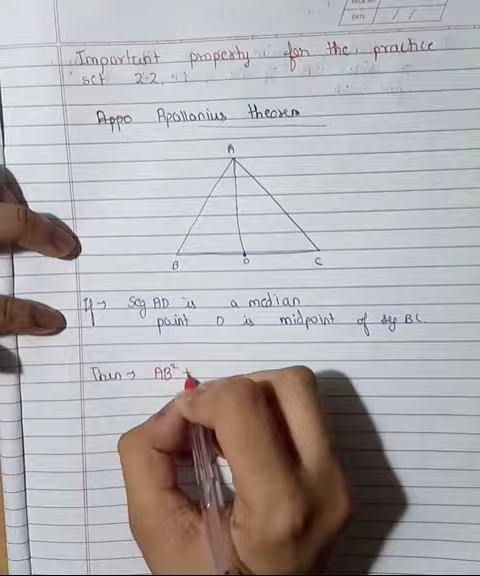 DATE / /
Important property for the practice
set 2.2.
Appo Apollonius theorem
A
B D C
If → seg AD is a median
point D is midpoint of seg BC.
Then → AB² +